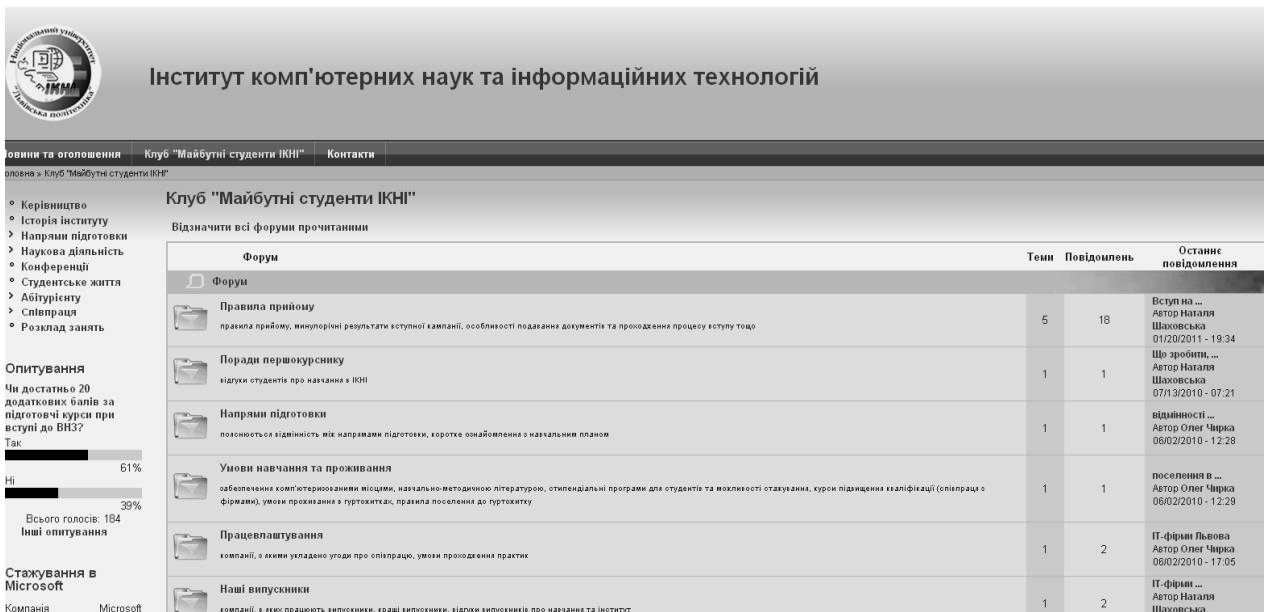 Національний університет
"Львівська політехніка"
ІКНІ
Інститут комп'ютерних наук та інформаційних технологій
овини та оголошення Клуб "Майбутні студенти ІКНІ" Контакти
оловна » Клуб "Майбутні студенти ІКНІ"
Керівництво
Історія інституту
Напрями підготовки
Наукова діяльність
Конференції
Студентське життя
Абітурієнту
Співпраця
Розклад занять
Опитування
Чи достатньо 20
додаткових балів за
підготовчі курси при
вступі до ВНЗ?
Так
61%
Ні
39%
Всього голосів: 184
Інші опитування
Стажування в
Microsoft
Компанія Microsoft
Клуб "Майбутні студенти ІКНІ"
Відзначити всі форуми прочитаними
Форум Теми Повідомлень Останнє
повідомлення
Форум
Правила прийому
правила прийому, минулорічні результати вступної кампанії, особливості подавання документів та проходження процесу вступу тощо
5 18
Вступ на ...
Автор Наталя
Шаховська
01/20/2011 - 19:34
Поради першокурснику
відгуки студентів про навчання в ІКНІ
1 1
Що зробити, ...
Автор Наталя
Шаховська
07/13/2010 - 07:21
Напрями підготовки
пояснюється відмінність між напрямами підготовки, коротке ознайомлення з навчальним планом
1 1
відмінності ...
Автор Олег Чирка
06/02/2010 - 12:28
Умови навчання та проживання
забезпечення комп'ютеризованими місцями, навчально-методичною літературою, стипендіальні програми для студентів та можливості стажування, курси підвищення кваліфікації (співпраця з
фірмами), умови проживання в гуртожитках, правила поселення до гуртожитку
1 1
поселення в ...
Автор Олег Чирка
06/02/2010 - 12:29
Працевлаштування
компанії, з якими укладено угоди про співпрацю, умови проходження практик
1 2
ІТ-фірми Львова
Автор Олег Чирка
06/02/2010 - 17:05
Наші випускники
компанії, в яких працюють випускники, кращі випускники, відгуки випускників про навчання та інститут
1 2
ІТ-фірми ...
Автор Наталя
Шаховська